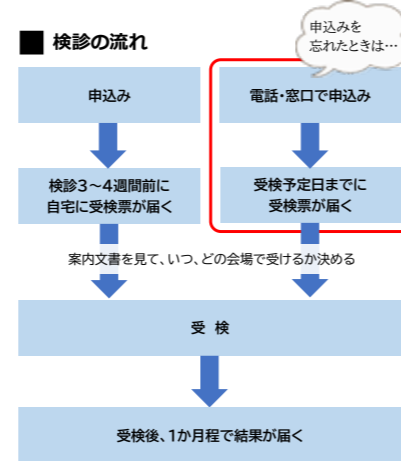 ■ 検診の流れ
申込みを
忘れたときは…
申込み
電話・窓口で申込み
検診3～4週間前に
自宅に受検票が届く
受検予定日までに
受検票が届く
案内文書を見て、いつ、どの会場で受けるか決める
受 検
受検後、1か月程で結果が届く